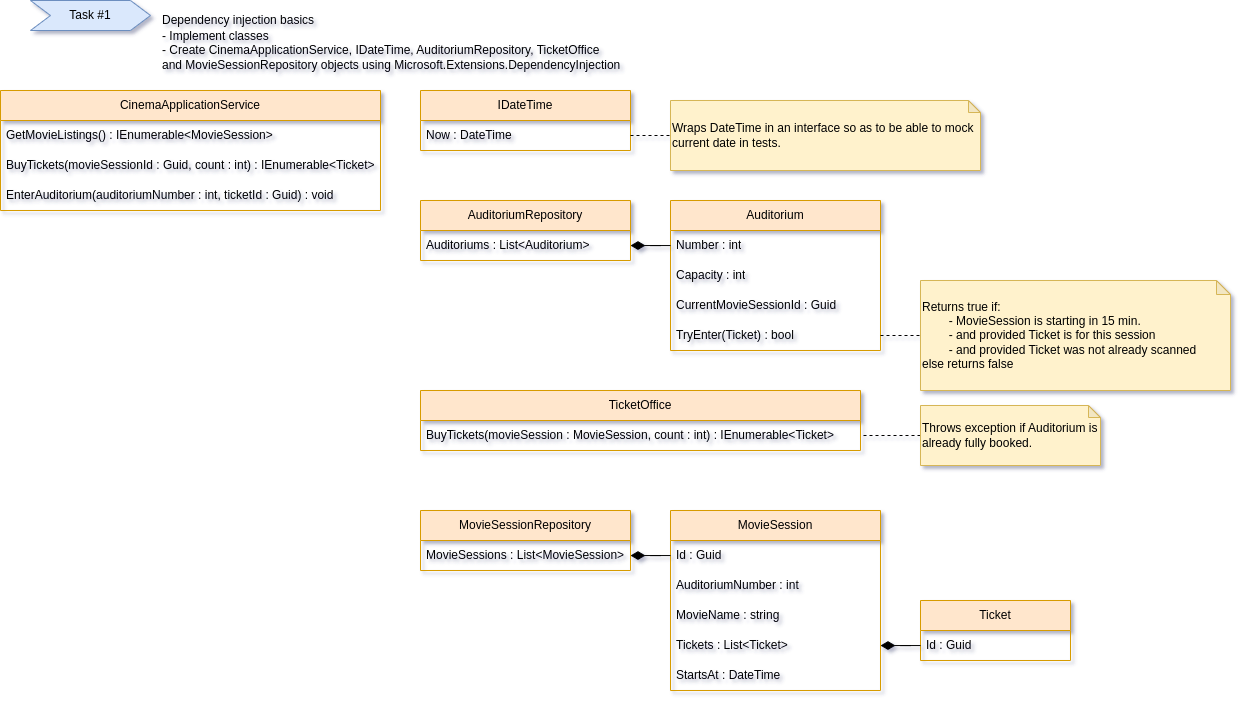 Task #1
Dependency injection basics
- Implement classes
- Create CinemaApplicationService, IDateTime, AuditoriumRepository, TicketOffice
and MovieSessionRepository objects using Microsoft.Extensions.DependencyInjection
CinemaApplicationService
GetMovieListings() : IEnumerable<MovieSession>
BuyTickets(movieSessionId : Guid, count : int) : IEnumerable<Ticket>
EnterAuditorium(auditoriumNumber : int, ticketId : Guid) : void
IDateTime
Now : DateTime
Wraps DateTime in an interface so as to be able to mock
current date in tests.
AuditoriumRepository
Auditoriums : List<Auditorium>
Auditorium
Number : int
Capacity : int
CurrentMovieSessionId : Guid
TryEnter(Ticket) : bool
Returns true if:
- MovieSession is starting in 15 min.
- and provided Ticket is for this session
- and provided Ticket was not already scanned
else returns false
TicketOffice
BuyTickets(movieSession : MovieSession, count : int) : IEnumerable<Ticket>
Throws exception if Auditorium is
already fully booked.
MovieSessionRepository
MovieSessions : List<MovieSession>
MovieSession
Id : Guid
AuditoriumNumber : int
MovieName : string
Tickets : List<Ticket>
StartsAt : DateTime
Ticket
Id : Guid